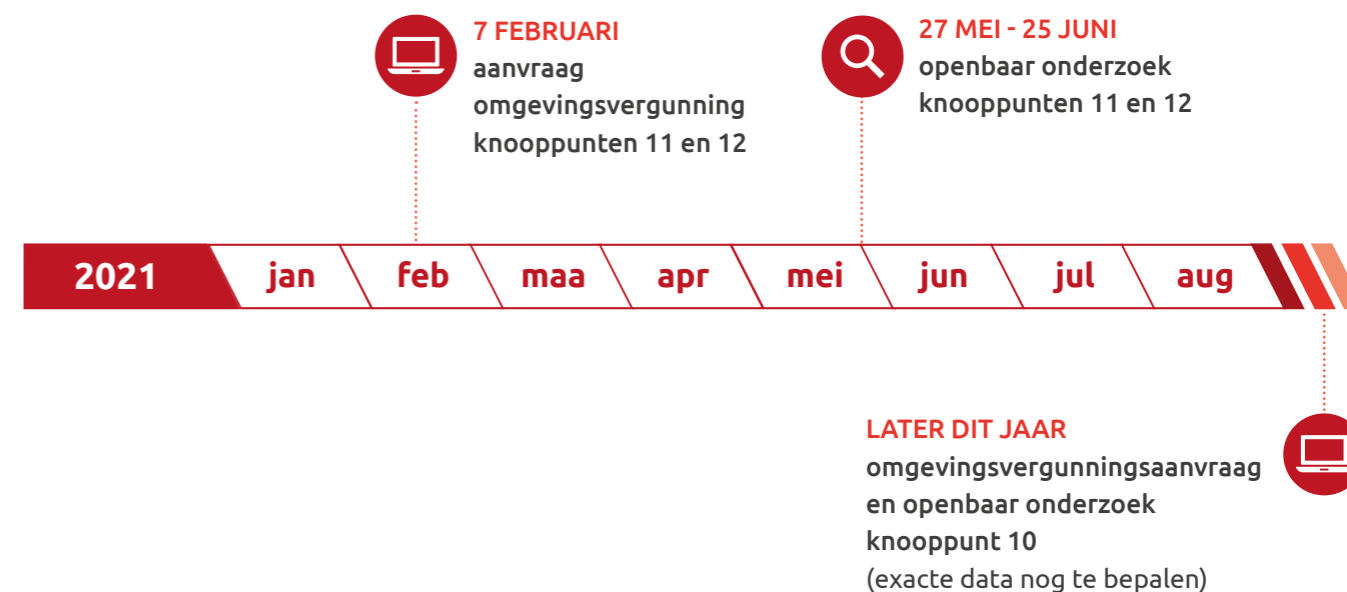 7 FEBRUARI
aanvraag
omgevingsvergunning
knooppunten 11 en 12
27 MEI - 25 JUNI
openbaar onderzoek
knooppunten 11 en 12
2021 jan feb maa apr mei jun jul aug
LATER DIT JAAR
omgevingsvergunningsaanvraag
en openbaar onderzoek
knooppunt 10
(exacte data nog te bepalen)